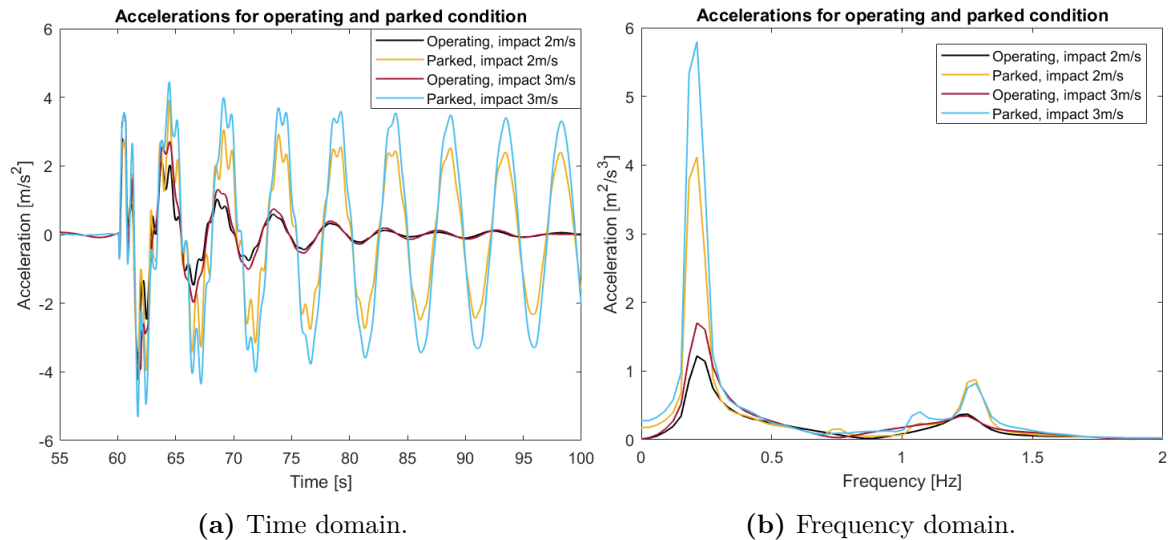 Accelerations for operating and parked condition
Acceleration [m/s²]
6
4
2
0
-2
-4
-6
Operating, impact 2m/s
Parked, impact 2m/s
Operating, impact 3m/s
Parked, impact 3m/s
55 60 65 70 75 80 85 90 95 100
Time [s]
(a) Time domain.
Accelerations for operating and parked condition
Acceleration [m²/s³]
6
5
4
3
2
1
0
Operating, impact 2m/s
Parked, impact 2m/s
Operating, impact 3m/s
Parked, impact 3m/s
0 0.5 1 1.5 2
Frequency [Hz]
(b) Frequency domain.